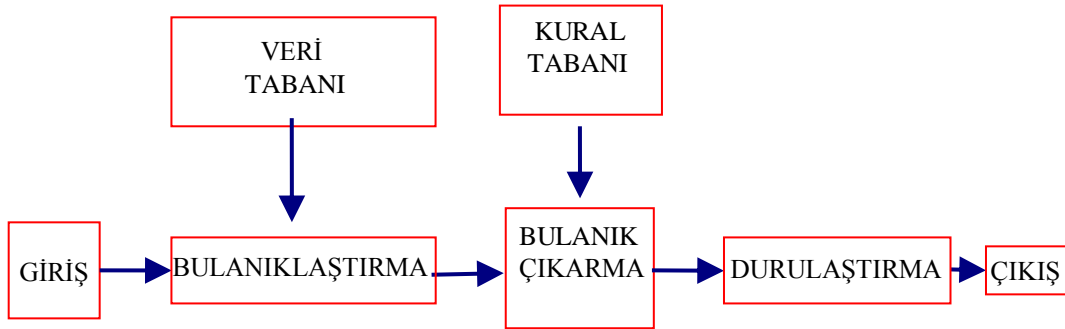 VERİ
TABANI
KURAL
TABANI
GİRİŞ
BULANIKLAŞTIRMA
BULANIK
ÇIKARMA
DURULAŞTIRMA
ÇIKIŞ